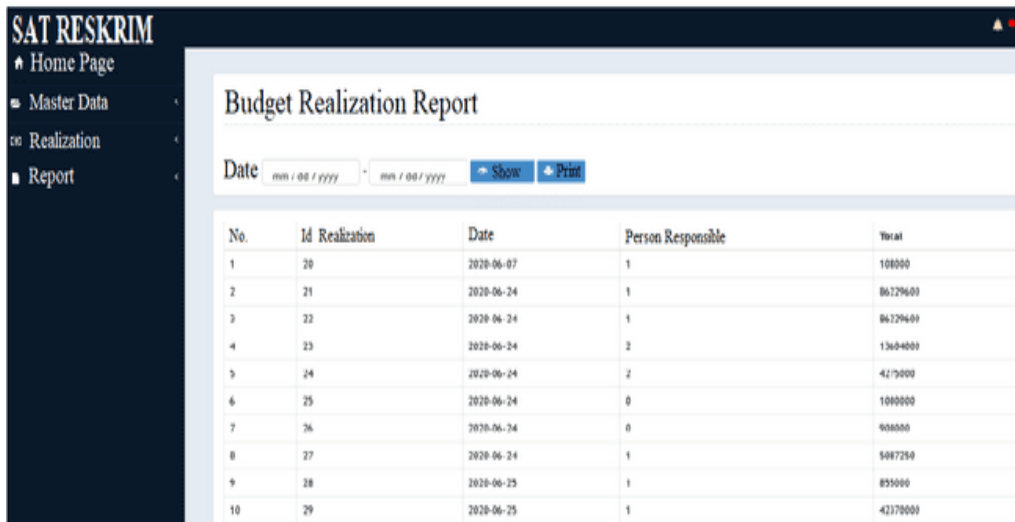 SAT RESKRIM
Home Page
Master Data
Realization
Report
Budget Realization Report
Date mm / dd / yyyy - mm / dd / yyyy Show Print
No. Id Realization Date Person Responsible Total
1 20 2020-06-07 1 108000
2 21 2020-06-24 1 86229600
3 22 2020-06-24 1 86229600
4 23 2020-06-24 2 13604000
5 24 2020-06-24 2 4275000
6 25 2020-06-24 0 1000000
7 26 2020-06-24 0 900000
8 27 2020-06-24 1 5087250
9 28 2020-06-25 1 855000
10 29 2020-06-25 1 42370000